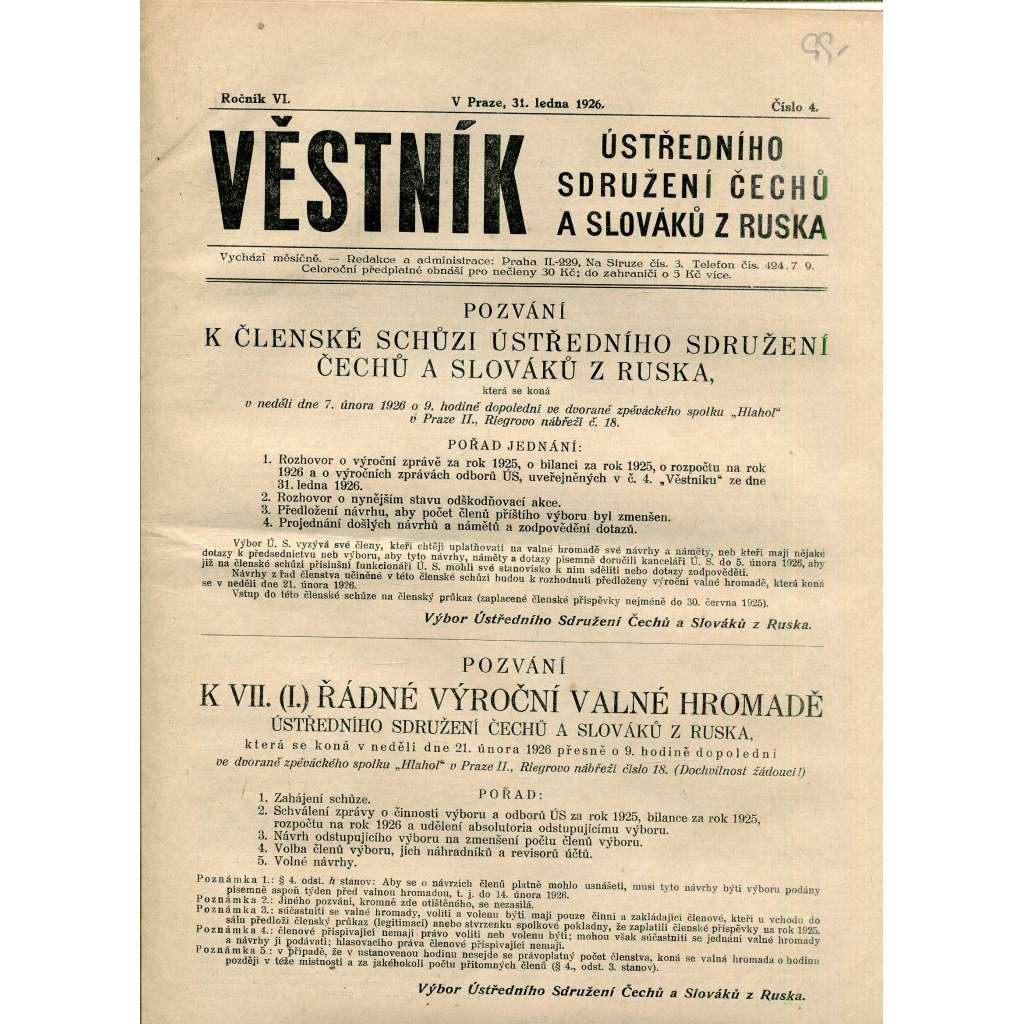 99.-
Ročník VI. V Praze, 31. ledna 1926. Číslo 4.
VĚSTNÍK
ÚSTŘEDNÍHO
SDRUŽENÍ ČECHŮ
A SLOVÁKŮ Z RUSKA
Vychází měsíčně. — Redakce a administrace: Praha II.-229, Na Struze čís. 3. Telefon čís. 424.7 9.
Celoroční předplatné obnáší pro nečleny 30 Kč; do zahraničí o 5 Kč více.
POZVÁNÍ
K ČLENSKÉ SCHŮZI ÚSTŘEDNÍHO SDRUŽENÍ
ČECHŮ A SLOVÁKŮ Z RUSKA,
která se koná
v neděli dne 7. února 1926 o 9. hodině dopolední ve dvoraně zpěváckého spolku „Hlahol"
v Praze II., Riegrovo nábřeží č. 18.
POŘAD JEDNÁNÍ:
1. Rozhovor o výroční zprávě za rok 1925, o bilanci za rok 1925, o rozpočtu na rok
1926 a o výročních zprávách odborů ÚS, uveřejněných v č. 4. „Věstníku" ze dne
31. ledna 1926.
2. Rozhovor o nynějším stavu odškodňovací akce.
3. Předložení návrhu, aby počet členů příštího výboru byl zmenšen.
4. Projednání došlých návrhů a námětů a zodpovědění dotazů.
Výbor Ú. S. vyzývá své členy, kteří chtějí uplatňovati na valné hromadě své návrhy a náměty, neb kteří mají nějaké
dotazy k předsednictvu neb výboru, aby tyto návrhy, náměty a dotazy písemně doručili kanceláři Ú. S. do 5. února 1926, aby
již na členské schůzi příslušní funkcionáři Ú. S. mohli své stanovisko k nim sděliti nebo dotazy zodpověděti.
Návrhy z řad členstva učiněné v této členské schůzi budou k rozhodnutí předloženy výroční valné hromadě, která koná
se v neděli dne 21. února 1926.
Vstup do této členské schůze na členský průkaz (zaplacené členské příspěvky nejméně do 30. června 1925).
Výbor Ústředního Sdružení Čechů a Slováků z Ruska.
POZVÁNÍ
K VII. (I.) ŘÁDNÉ VÝROČNÍ VALNÉ HROMADĚ
ÚSTŘEDNÍHO SDRUŽENÍ ČECHŮ A SLOVÁKŮ Z RUSKA,
která se koná v neděli dne 21. února 1926 přesně o 9. hodině dopolední
ve dvoraně zpěváckého spolku „Hlahol" v Praze II., Riegrovo nábřeží číslo 18. (Dochvilnost žádoucí!)
POŘAD:
1. Zahájení schůze.
2. Schválení zprávy o činnosti výboru a odborů ÚS za rok 1925, bilance za rok 1925,
rozpočtu na rok 1926 a udělení absolutoria odstupujícímu výboru.
3. Návrh odstupujícího výboru na zmenšení počtu členů výboru.
4. Volba členů výboru, jich náhradníků a revisorů účtů.
5. Volné návrhy.
Poznámka 1.: § 4. odst. h stanov: Aby se o návrzích členů platně mohlo usnášeti, musí tyto návrhy býti výboru podány
písemně aspoň týden před valnou hromadou, t. j. do 14. února 1926.
Poznámka 2.: Jiného pozvání, kromně zde otištěného, se nezasílá.
Poznámka 3.: súčastniti se valné hromady, voliti a volenu býti mají pouze činní a zakládající členové, kteří u vchodu do
sálu předloží členský průkaz (legitimaci) anebo stvrzenku spolkové pokladny, že zaplatili členské příspěvky na rok 1925.
Poznámka 4.: členové přispívající nemají právo voliti neb volenu býti; mohou však súčastniti se jednání valné hromady
a návrhy jí podávati; hlasovacího práva členové přispívající nemají.
Poznámka 5.: v případě, že v ustanovenou hodinu nesejde se právoplatný počet členstva, koná se valná hromada o hodinu
později v téže místnosti a za jakéhokoli počtu přítomných členů (§ 4., odst. 3. stanov).
Výbor Ústředního Sdružení Čechů a Slováků z Ruska.